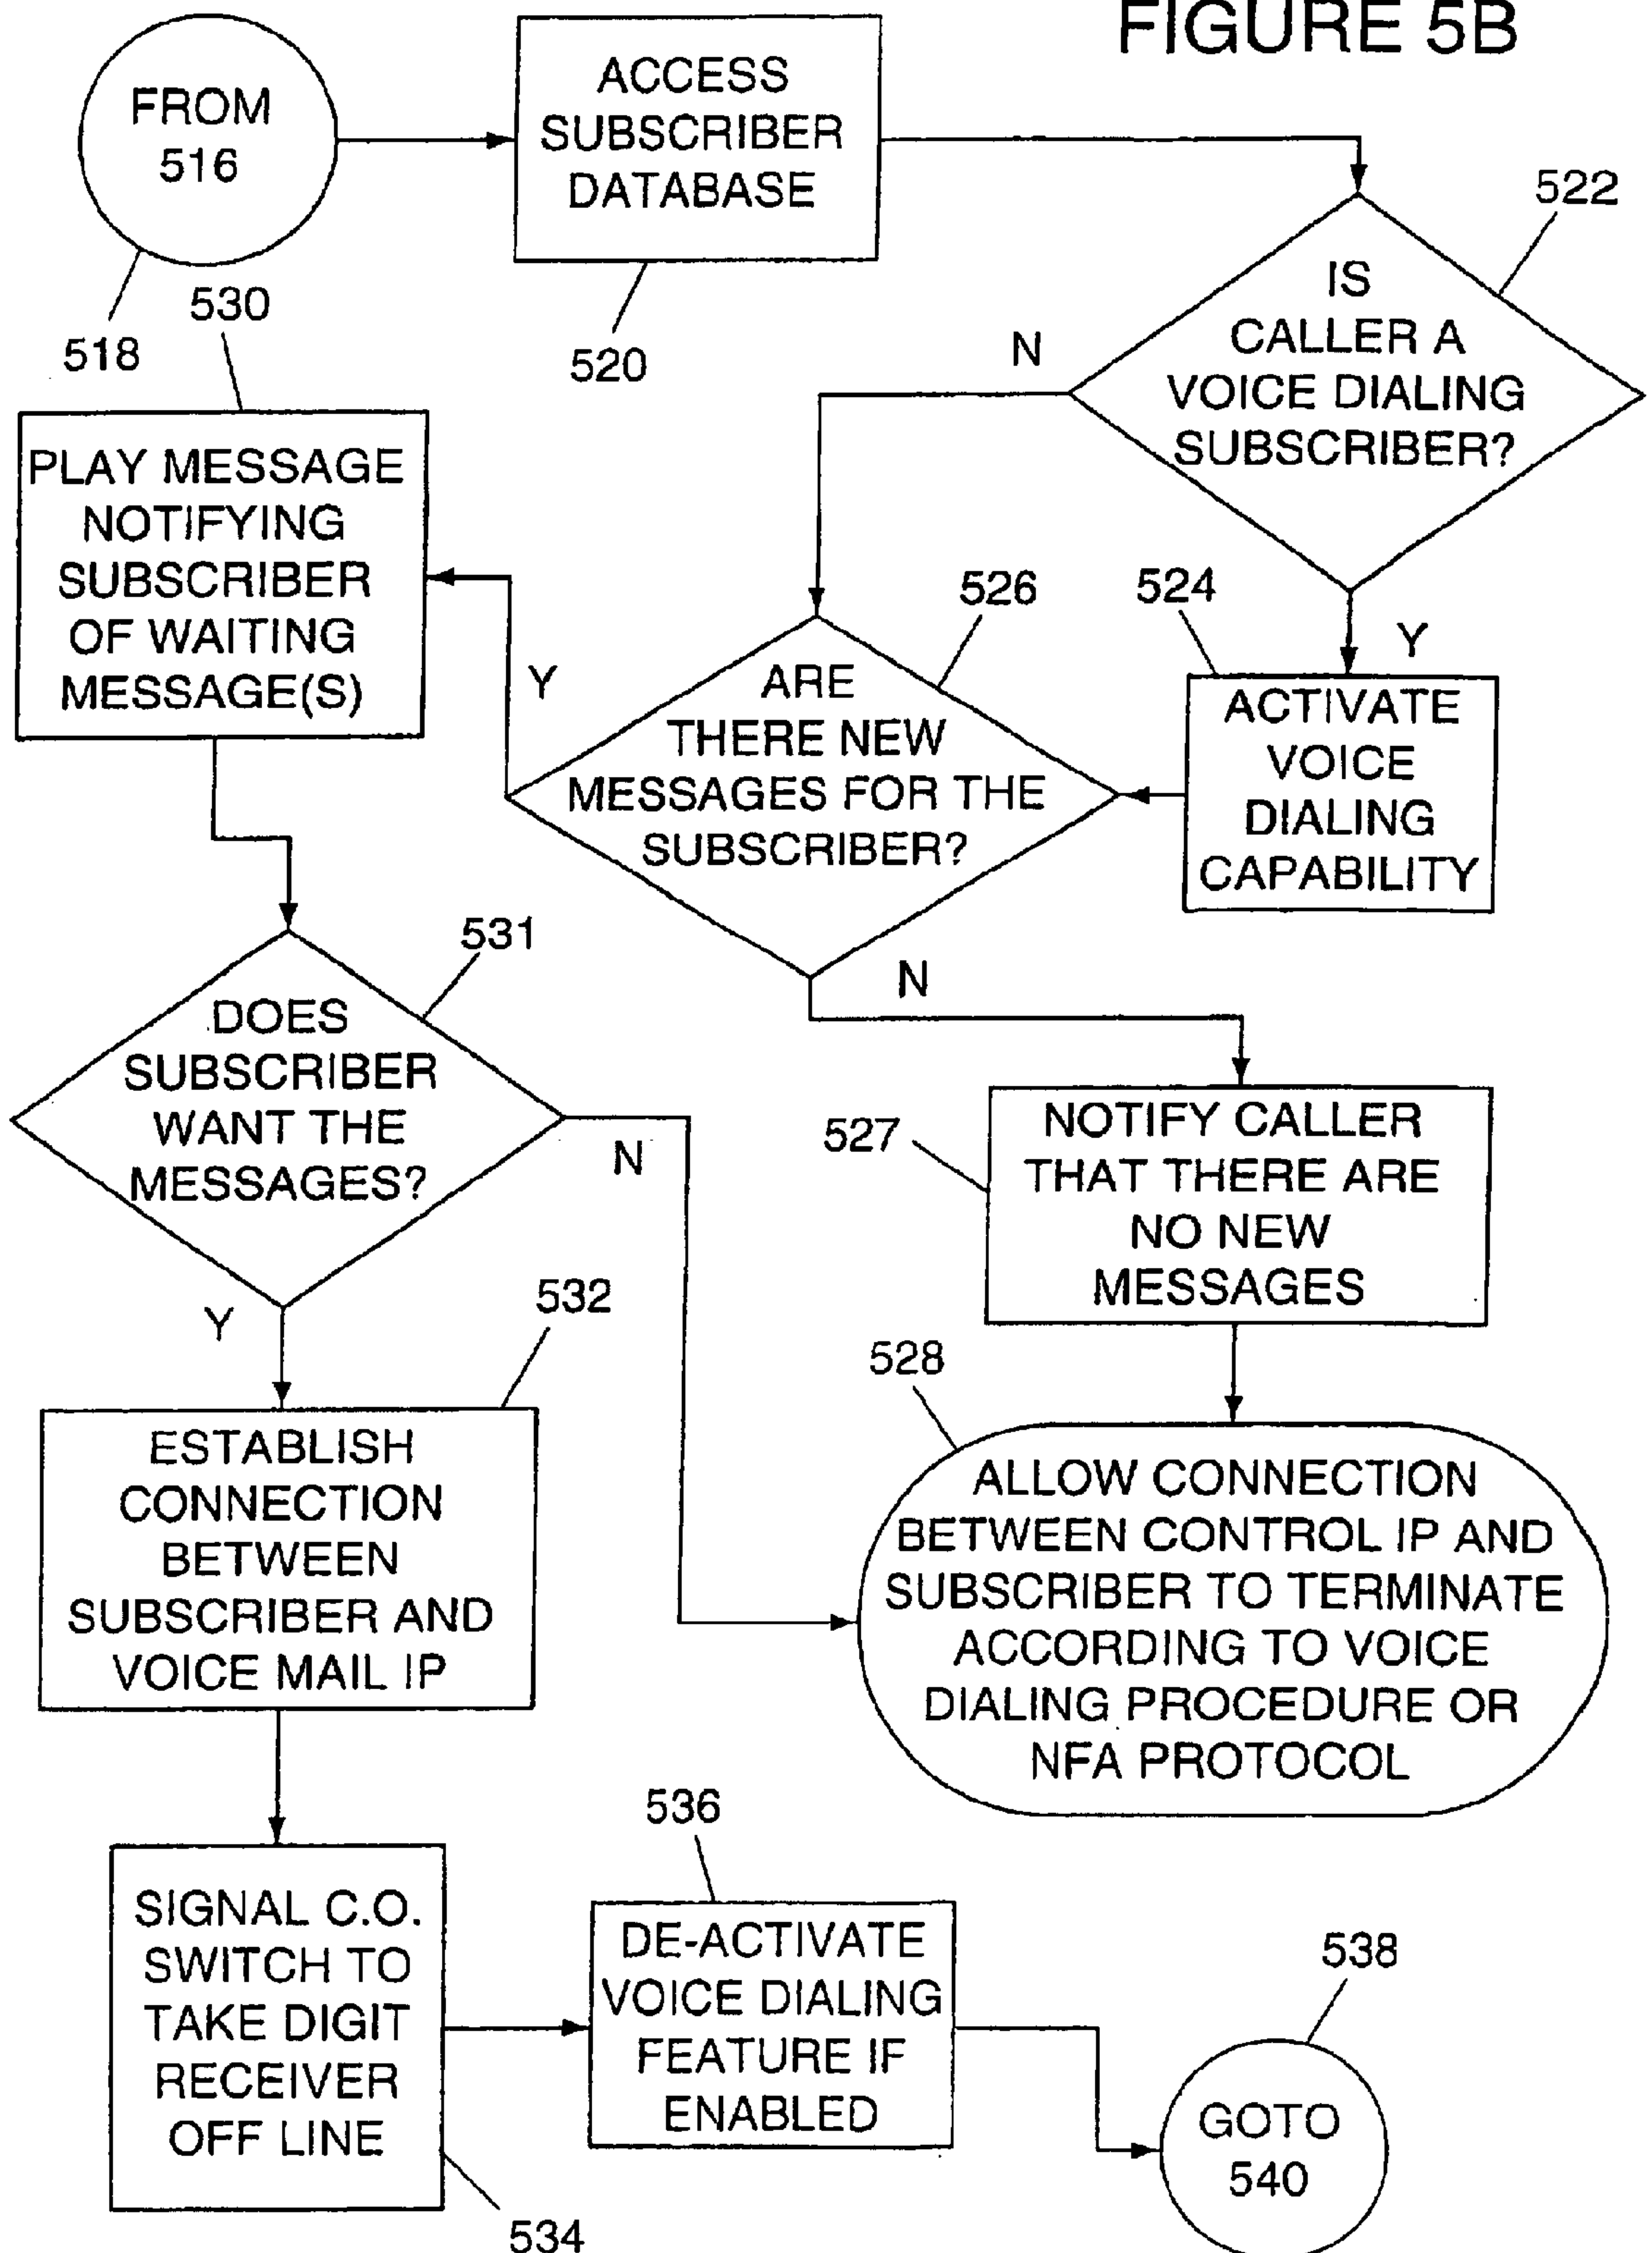 FIGURE 5B
FROM
516
518
ACCESS
SUBSCRIBER
DATABASE
520
522
IS
CALLER A
VOICE DIALING
SUBSCRIBER?
N
Y
524
ACTIVATE
VOICE
DIALING
CAPABILITY
526
ARE
THERE NEW
MESSAGES FOR THE
SUBSCRIBER?
Y
N
530
PLAY MESSAGE
NOTIFYING
SUBSCRIBER
OF WAITING
MESSAGE(S)
531
DOES
SUBSCRIBER
WANT THE
MESSAGES?
N
Y
527
NOTIFY CALLER
THAT THERE ARE
NO NEW
MESSAGES
528
ALLOW CONNECTION
BETWEEN CONTROL IP AND
SUBSCRIBER TO TERMINATE
ACCORDING TO VOICE
DIALING PROCEDURE OR
NFA PROTOCOL
532
ESTABLISH
CONNECTION
BETWEEN
SUBSCRIBER AND
VOICE MAIL IP
SIGNAL C.O.
SWITCH TO
TAKE DIGIT
RECEIVER
OFF LINE
534
536
DE-ACTIVATE
VOICE DIALING
FEATURE IF
ENABLED
538
GOTO
540